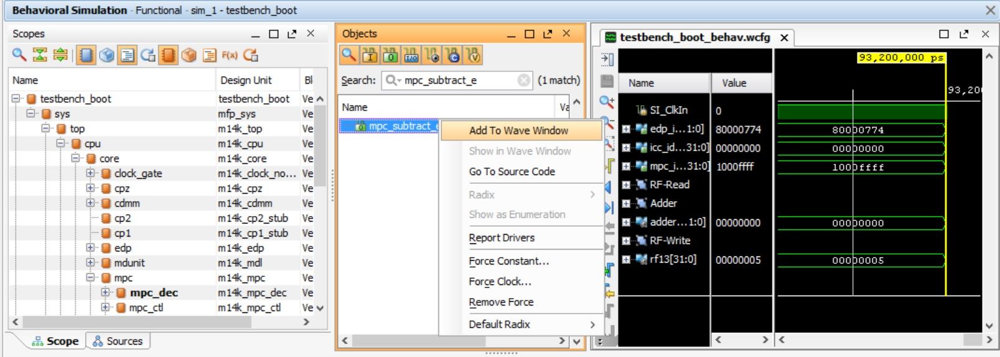 Behavioral Simulation - Functional - sim_1 - testbench_boot
Scopes
F(x)
Name Design Unit Bl
testbench_boot testbench_boot Ve
sys mfp_sys Ve
top m14k_top Ve
cpu m14k_cpu Ve
core m14k_core Ve
clock_gate m14k_clock_no... Ve
cpz m14k_cpz Ve
cdmm m14k_cdmm Ve
cp2 m14k_cp2_stub Ve
cp1 m14k_cp1_stub Ve
edp m14k_edp Ve
mdunit m14k_mdl Ve
mpc m14k_mpc Ve
mpc_dec m14k_mpc_dec Ve
mpc_ctl m14k_mpc_ctl Ve
Scope Sources
Objects
I O I/O C V
Search: mpc_subtract_e (1 match)
Name Va
mpc_subtract_e
Add To Wave Window
Show in Wave Window
Go To Source Code
Radix
Show as Enumeration
Report Drivers
Force Constant...
Force Clock...
Remove Force
Default Radix
testbench_boot_behav.wcfg
93,200,000 ps
Name Value
93,20
SI_ClkIn 0
edp_i...1:0] 80000774 80000774
icc_id...31:0] 00000000 00000000
mpc_i...31:0] 1000ffff 1000ffff
RF-Read
Adder
adder...1:0] 00000000 00000000
RF-Write
rf13[31:0] 00000005 00000005